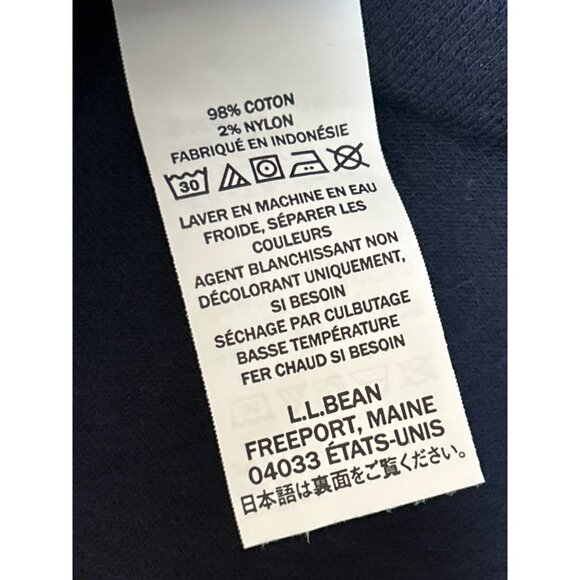 98% COTON
2% NYLON
FABRIQUÉ EN INDONÉSIE
30
LAVER EN MACHINE EN EAU
FROIDE, SÉPARER LES
COULEURS
AGENT BLANCHISSANT NON
DÉCOLORANT UNIQUEMENT,
SI BESOIN
SÉCHAGE PAR CULBUTAGE
BASSE TEMPÉRATURE
FER CHAUD SI BESOIN
L.L.BEAN
FREEPORT, MAINE
04033 ÉTATS-UNIS
日本語は裏面をご覧ください。